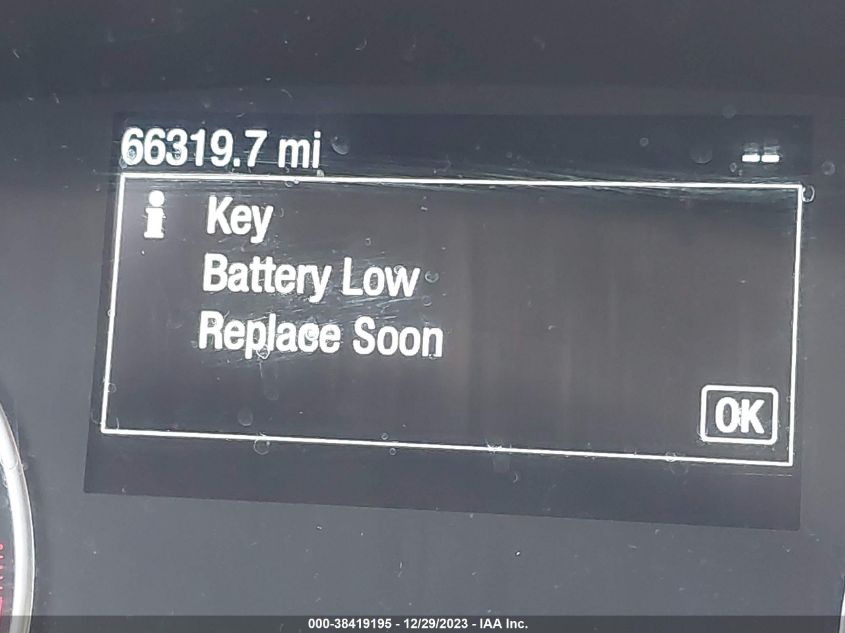 66319.7 mi
--
i Key
Battery Low
Replace Soon
OK
000-38419195 - 12/29/2023 - IAA Inc.